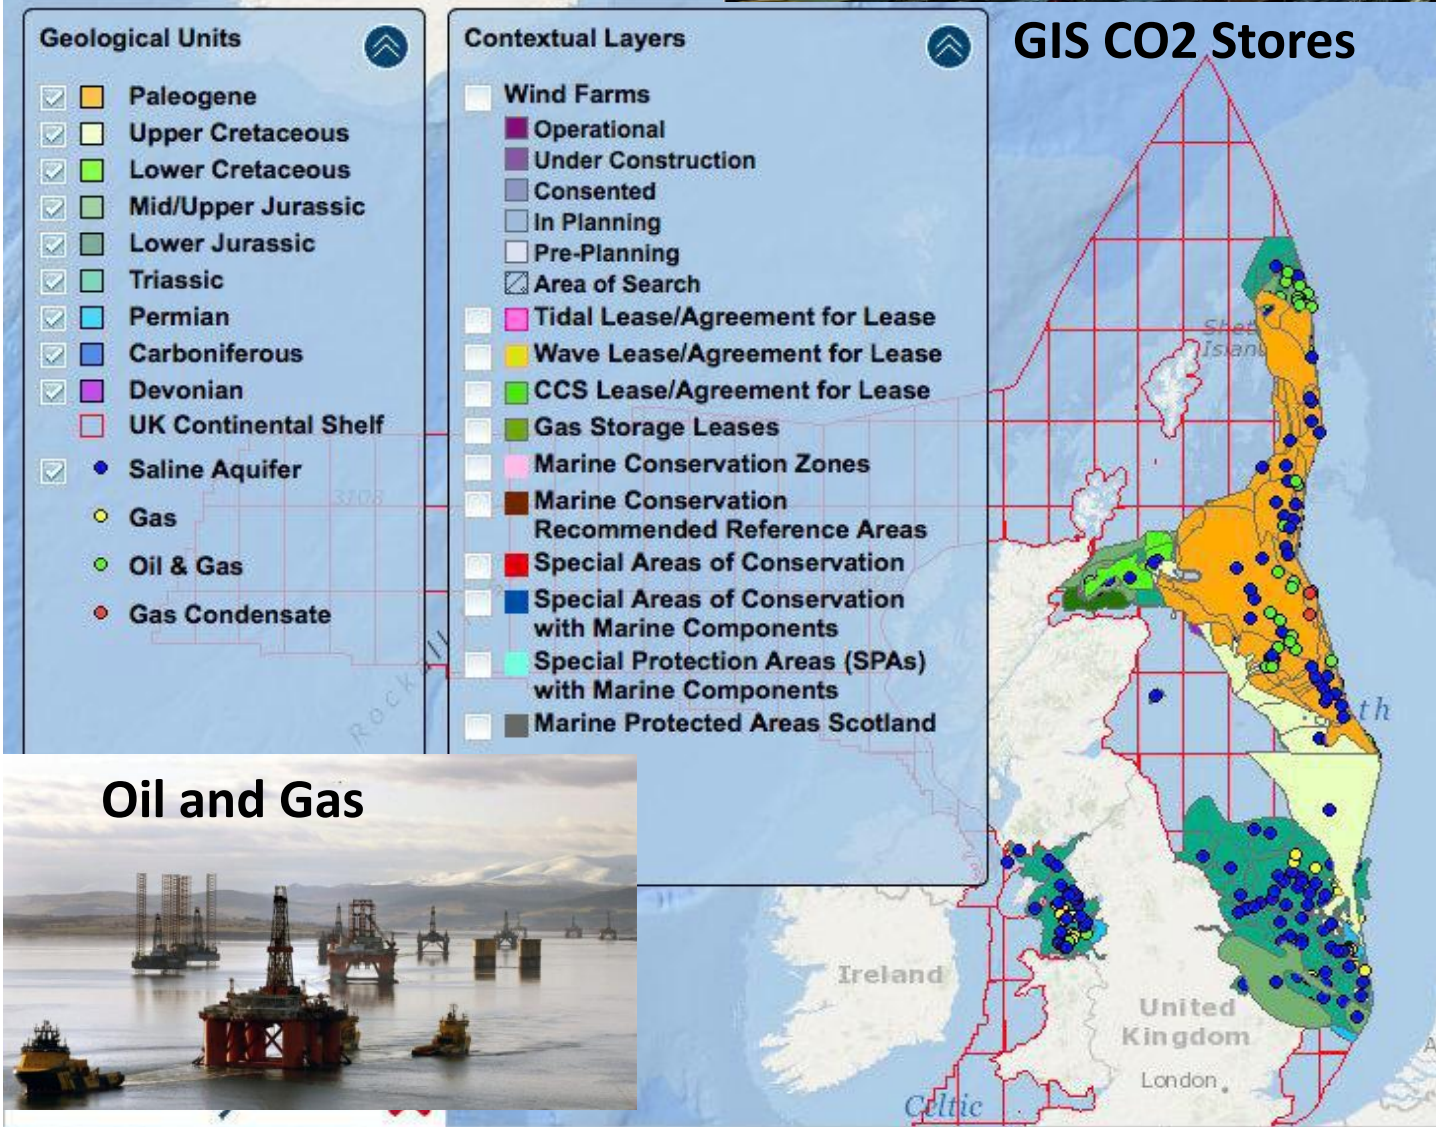 GIS CO2 Stores
Geological Units
Paleogene
Upper Cretaceous
Lower Cretaceous
Mid/Upper Jurassic
Lower Jurassic
Triassic
Permian
Carboniferous
Devonian
UK Continental Shelf
Saline Aquifer
Gas
Oil & Gas
Gas Condensate
Contextual Layers
Wind Farms
Operational
Under Construction
Consented
In Planning
Pre-Planning
Area of Search
Tidal Lease/Agreement for Lease
Wave Lease/Agreement for Lease
CCS Lease/Agreement for Lease
Gas Storage Leases
Marine Conservation Zones
Marine Conservation
Recommended Reference Areas
Special Areas of Conservation
Special Areas of Conservation
with Marine Components
Special Protection Areas (SPAs)
with Marine Components
Marine Protected Areas Scotland
3108
Rockall
Ireland
United
Kingdom
London
Celtic
Oil and Gas